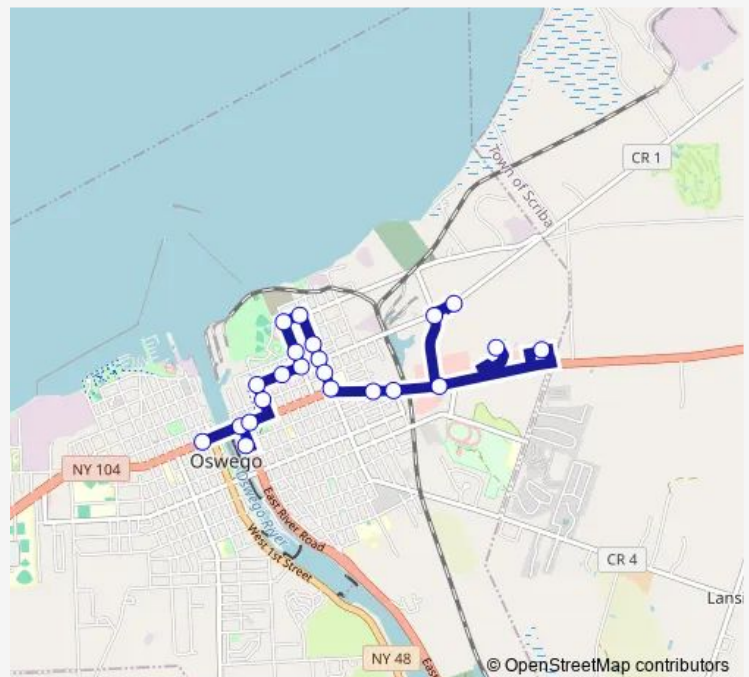 CR 1
Town of Scriba
NY 104
Oswego
Oswego River
East River Road
West 1st Street
CR 4
Lansi
NY 48
East
© OpenStreetMap contributors